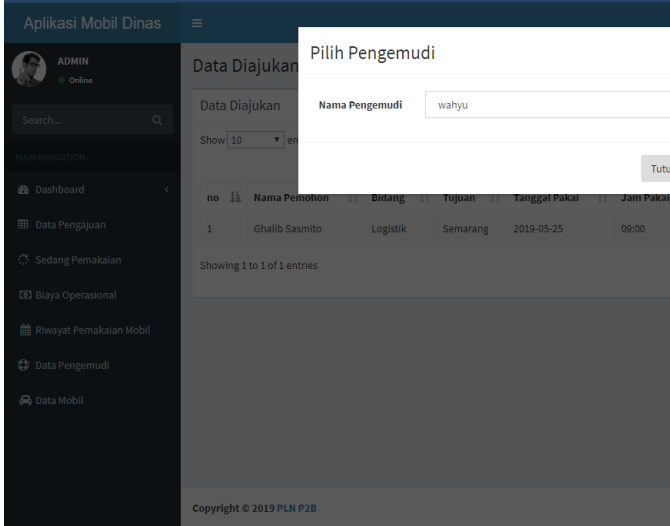 Aplikasi Mobil Dinas
ADMIN
Online
Search...
MAIN NAVIGATION
Dashboard
Data Pengajuan
Sedang Pemakaian
Biaya Operasional
Riwayat Pemakaian Mobil
Data Pengemudi
Data Mobil
Pilih Pengemudi
Nama Pengemudi wahyu
Tutu
Data Diajukan
Data Diajukan
Show 10 en
no Nama Pemohon Bidang Tujuan Tanggal Pakai Jam Pakai
1 Ghalib Sasmito Logistik Semarang 2019-05-25 09:00
Showing 1 to 1 of 1 entries
Copyright © 2019 PLN P2B